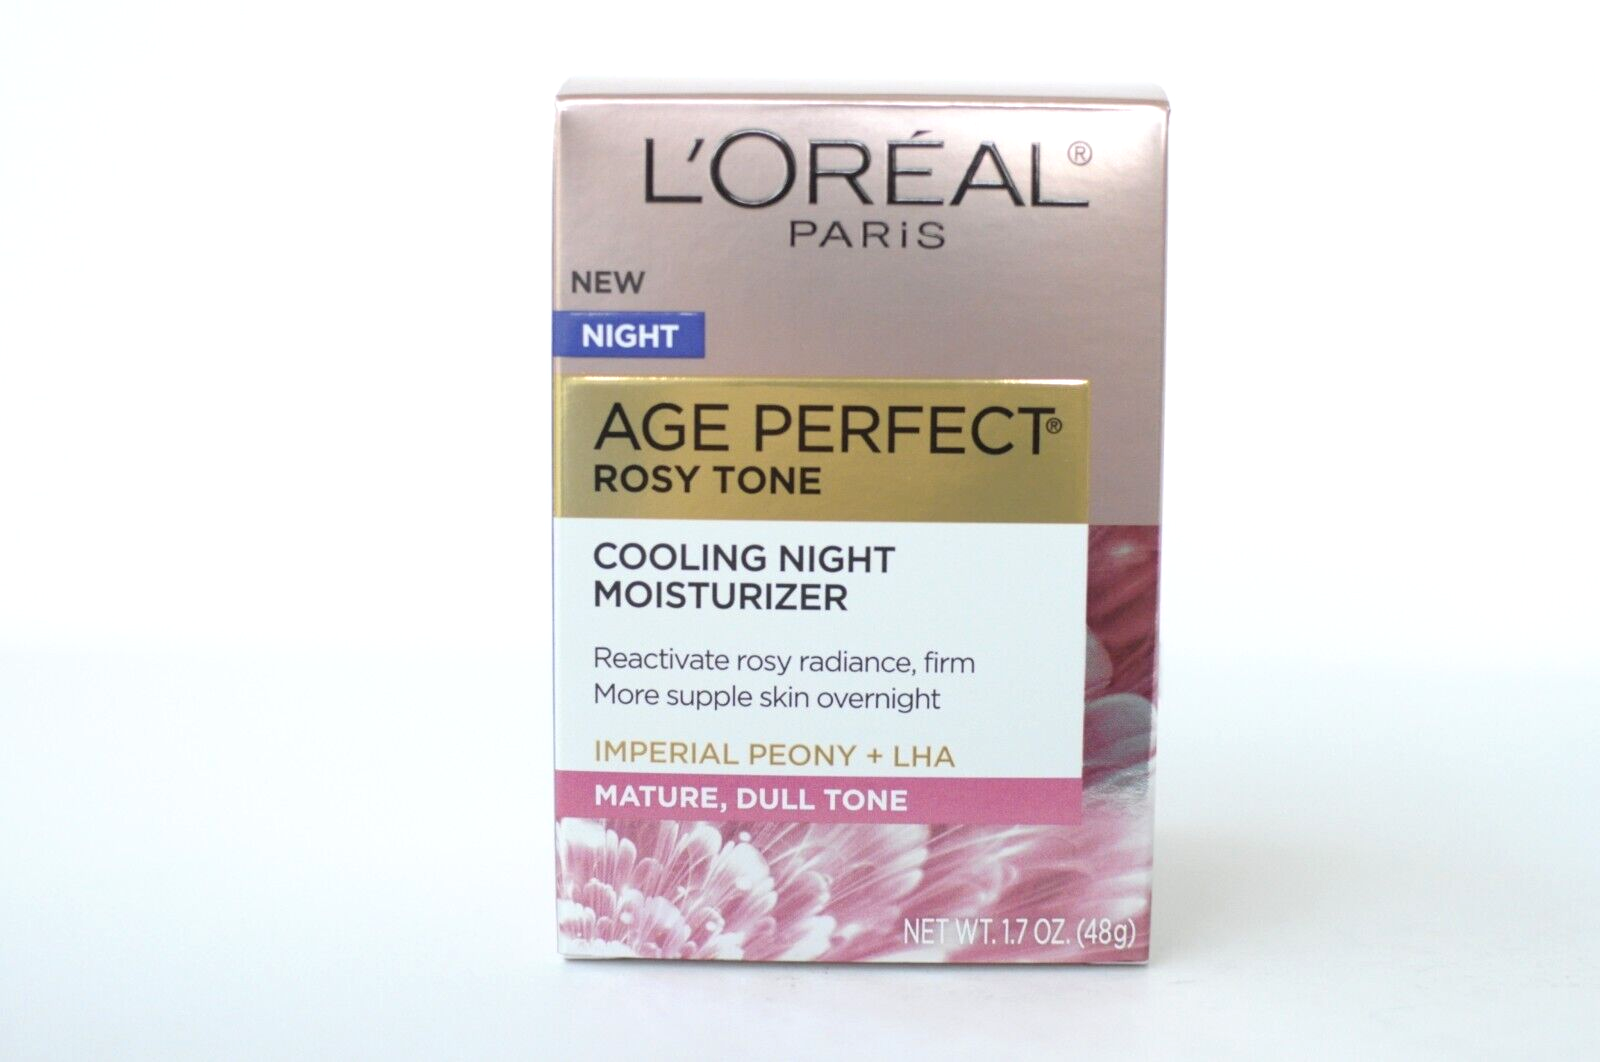 L'ORÉAL®
PARiS
NEW
NIGHT
AGE PERFECT®
ROSY TONE
COOLING NIGHT
MOISTURIZER
Reactivate rosy radiance, firm
More supple skin overnight
IMPERIAL PEONY + LHA
MATURE, DULL TONE
NET WT. 1.7 OZ. (48g)